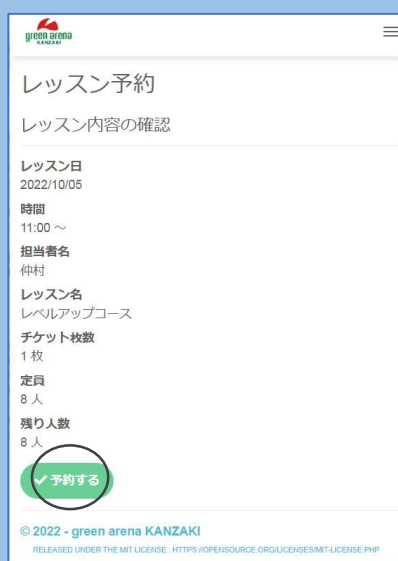 green arena
KANZAKI
レッスン予約
レッスン内容の確認
レッスン日
2022/10/05
時間
11:00 ～
担当者名
仲村
レッスン名
レベルアップコース
チケット枚数
1 枚
定員
8 人
残り人数
8 人
予約する
© 2022 - green arena KANZAKI
RELEASED UNDER THE MIT LICENSE : HTTPS://OPENSOURCE.ORG/LICENSES/MIT-LICENSE.PHP